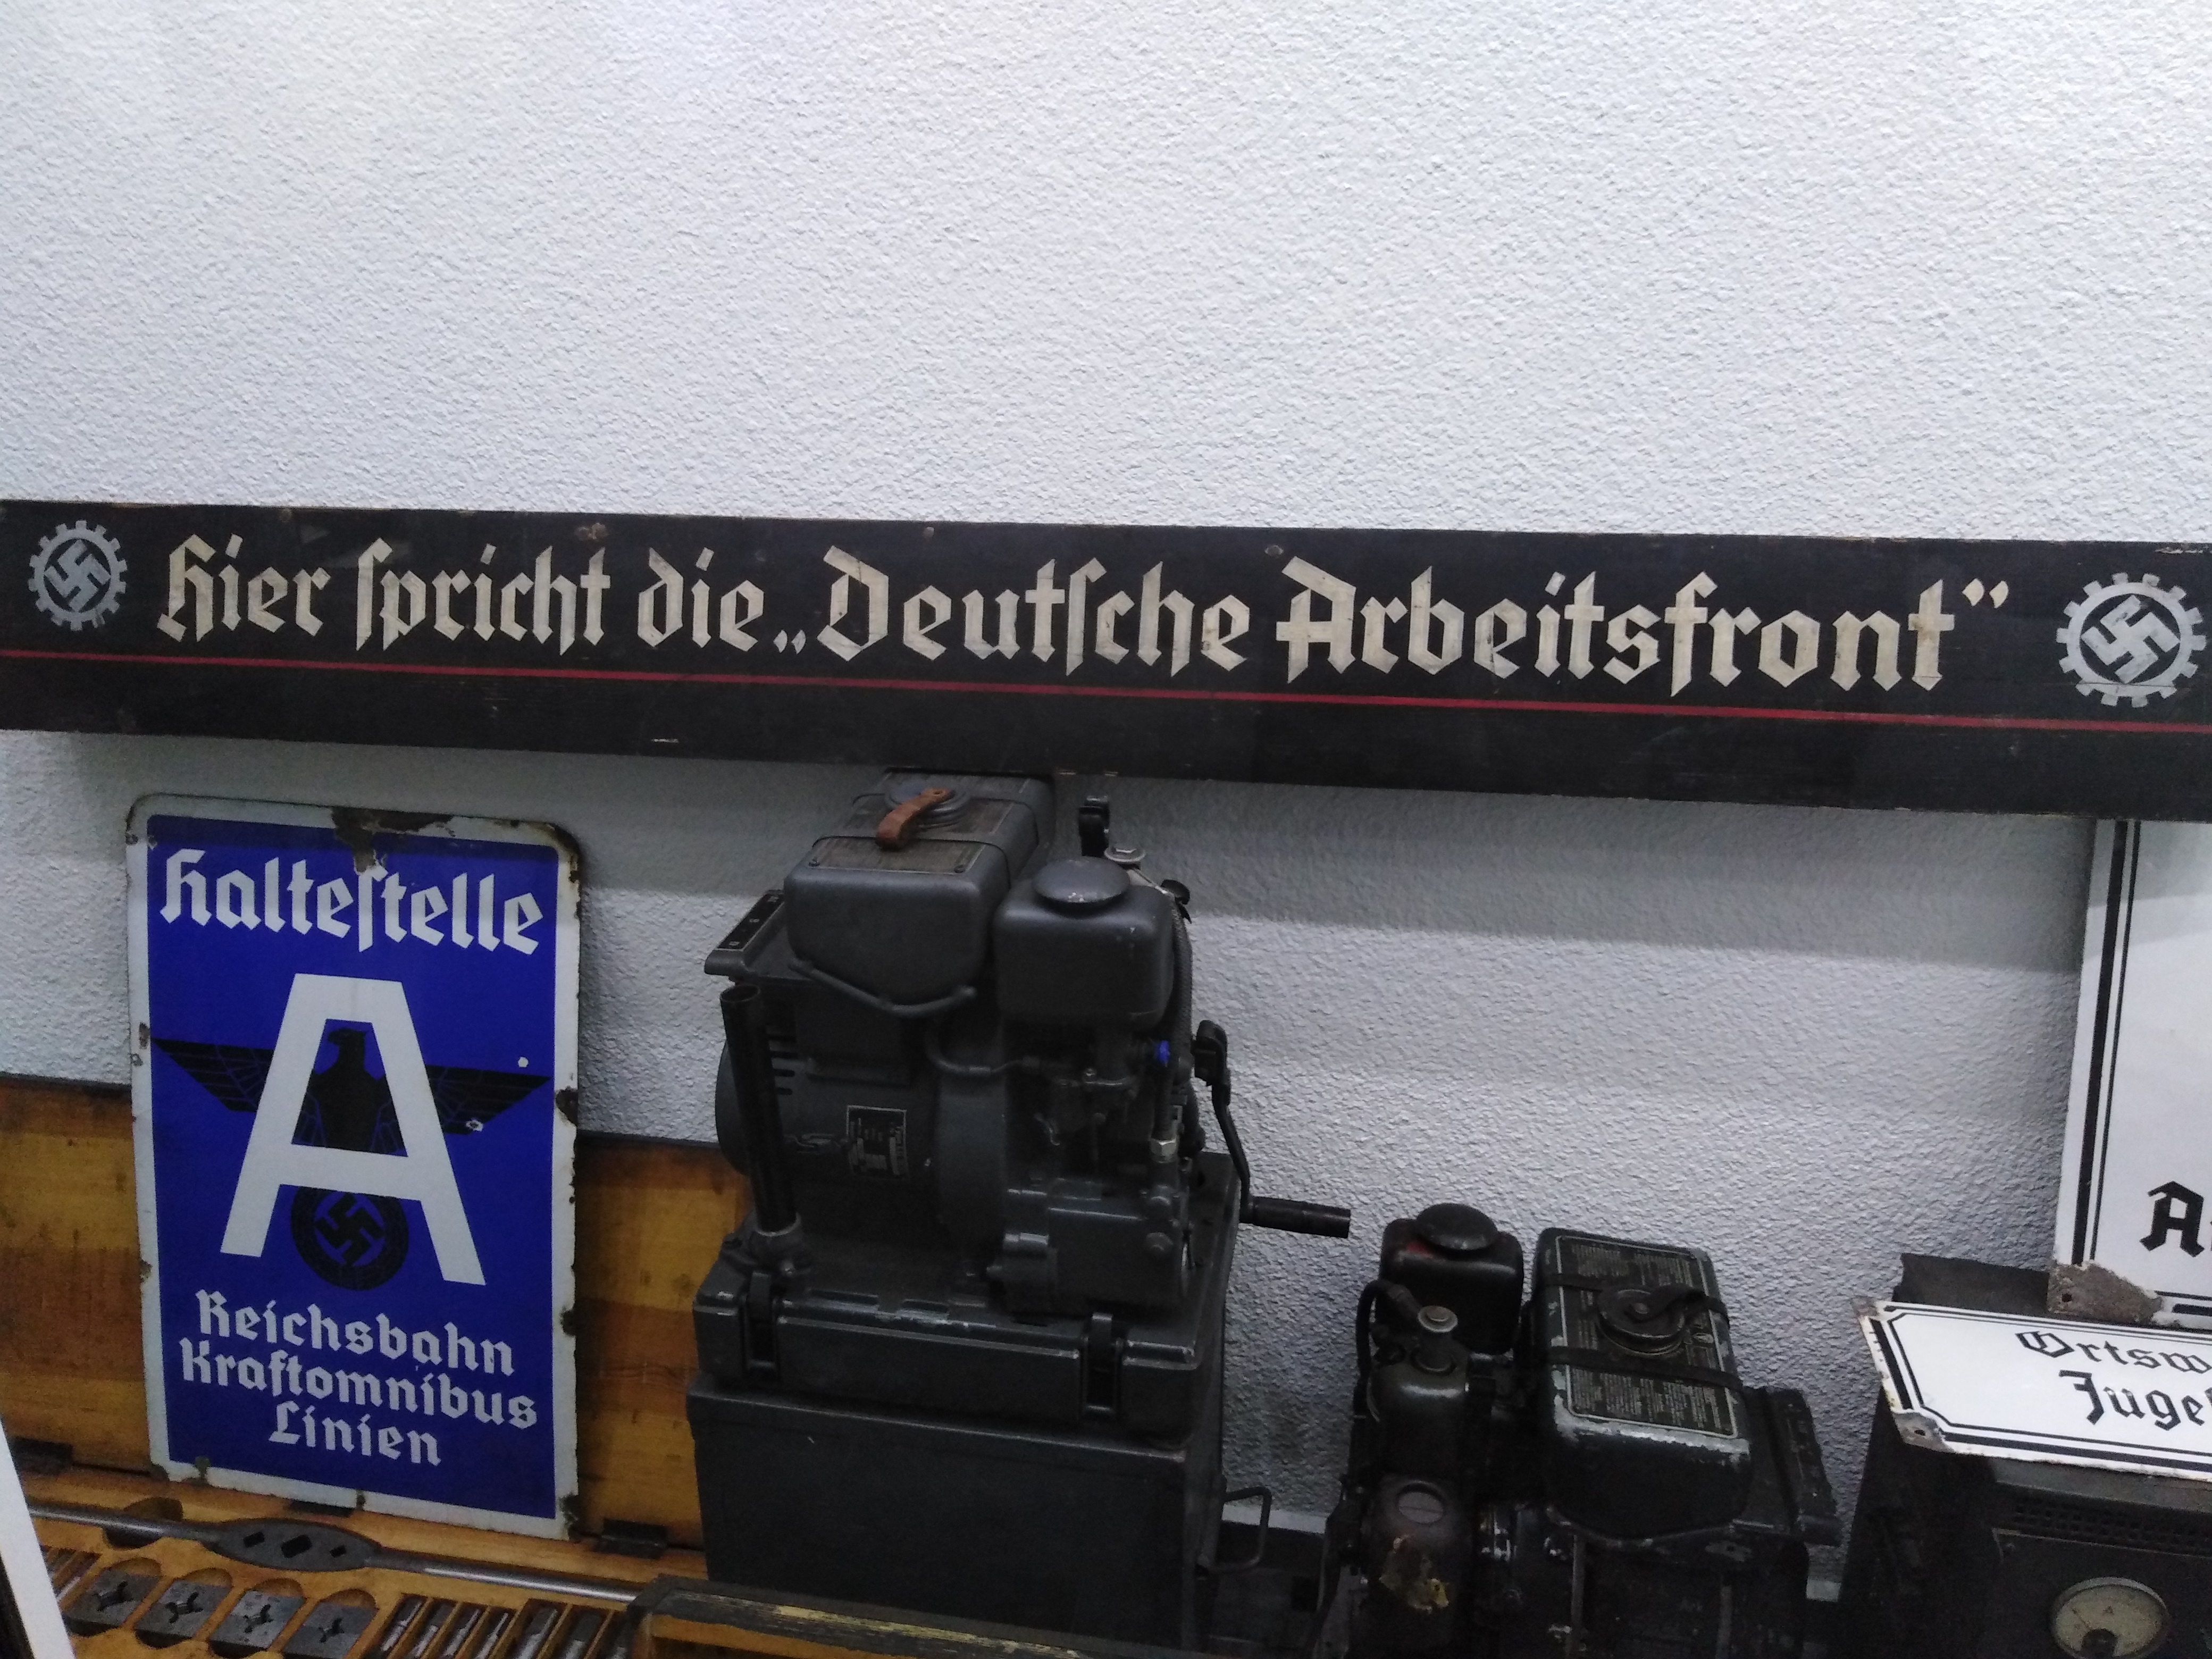 Hier ſpricht die „Deutſche Arbeitsfront”
Halteſtelle
A
Reichsbahn
Kraftomnibus
Linien